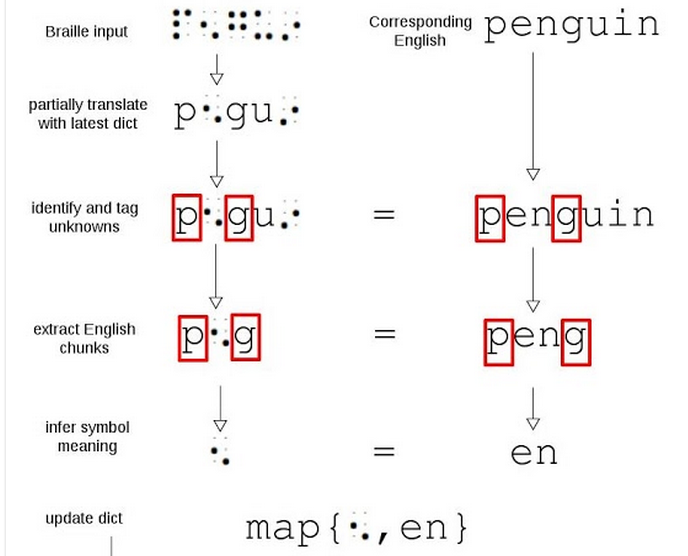 Braille input
⠏⠢⠛⠥⠔
Corresponding
English
penguin
partially translate
with latest dict
p⠢gu⠔
identify and tag
unknowns
p⠢gu⠔ = penguin
extract English
chunks
p⠢g = peng
infer symbol
meaning
⠢ = en
update dict
map{⠢,en}